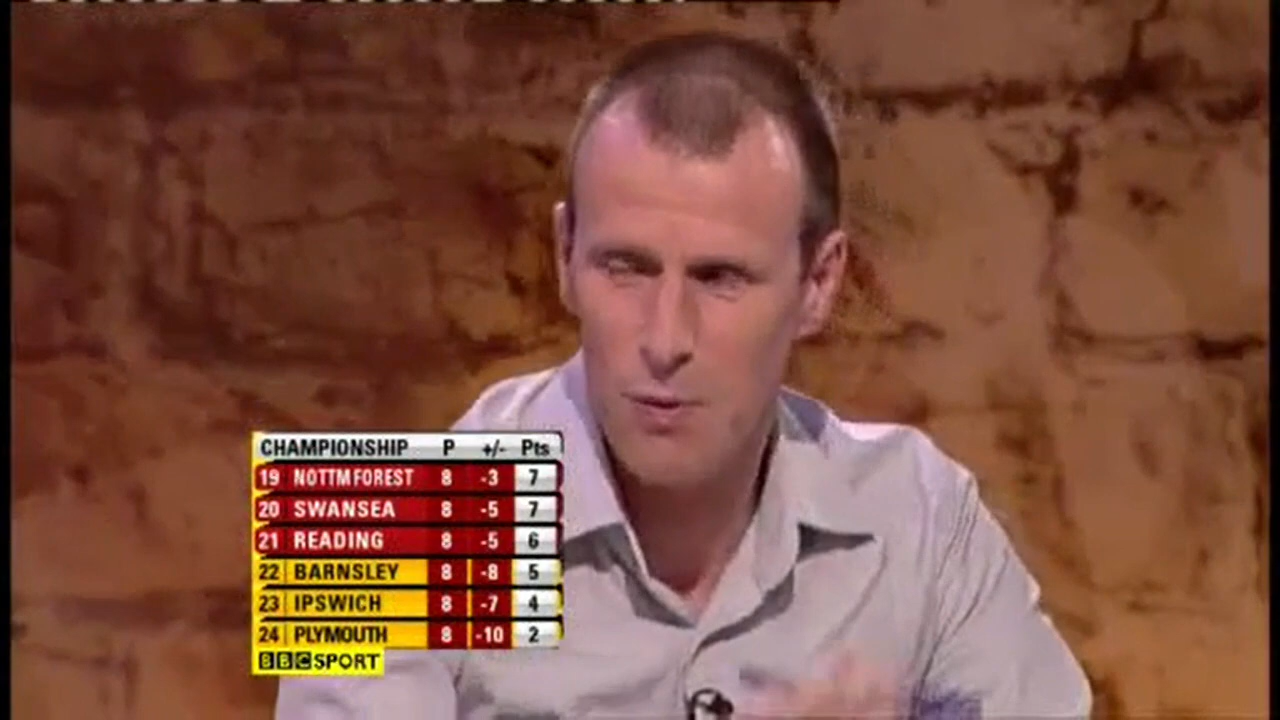 CHAMPIONSHIP P +/- Pts
19 NOTTM FOREST 8 -3 7
20 SWANSEA 8 -5 7
21 READING 8 -5 6
22 BARNSLEY 8 -8 5
23 IPSWICH 8 -7 4
24 PLYMOUTH 8 -10 2
BBC SPORT